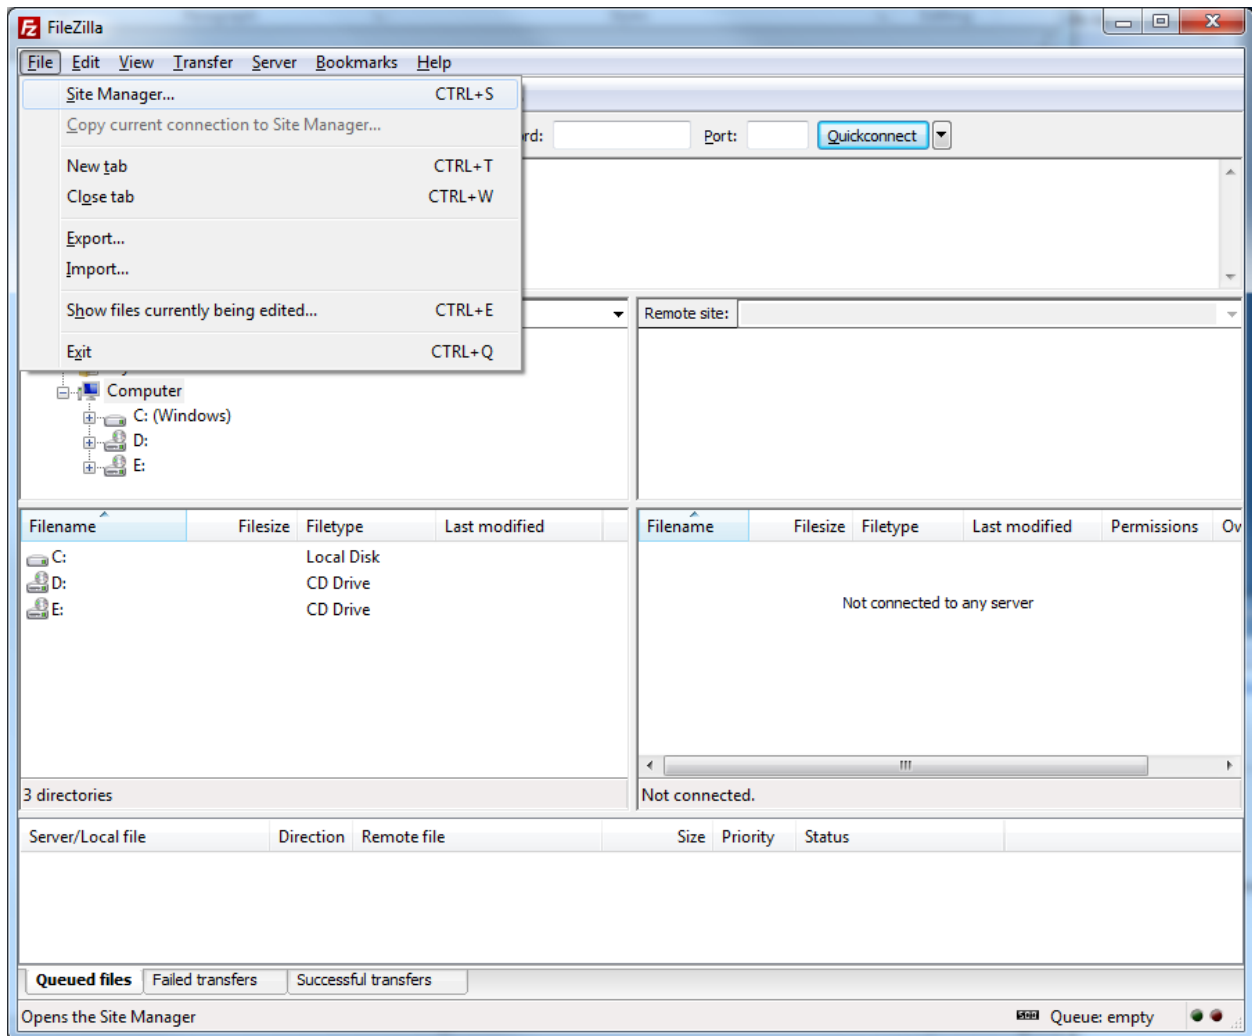 FileZilla
File Edit View Transfer Server Bookmarks Help
Site Manager... CTRL+S
Copy current connection to Site Manager...
New tab CTRL+T
Close tab CTRL+W
Export...
Import...
Show files currently being edited... CTRL+E
Exit CTRL+Q
Port: Quickconnect
Remote site:
Computer
C: (Windows)
D:
E:
Filename Filesize Filetype Last modified
C: Local Disk
D: CD Drive
E: CD Drive
3 directories
Filename Filesize Filetype Last modified Permissions Ov
Not connected to any server
Not connected.
Server/Local file Direction Remote file Size Priority Status
Queued files Failed transfers Successful transfers
Opens the Site Manager Queue: empty